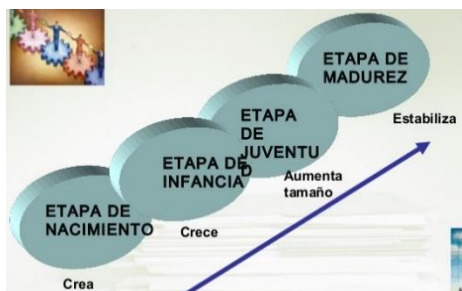 ETAPA DE
MADUREZ
Estabiliza
ETAPA
DE
JUVENTU
D
Aumenta
tamaño
ETAPA DE
INFANCIA
Crece
ETAPA DE
NACIMIENTO
Crea